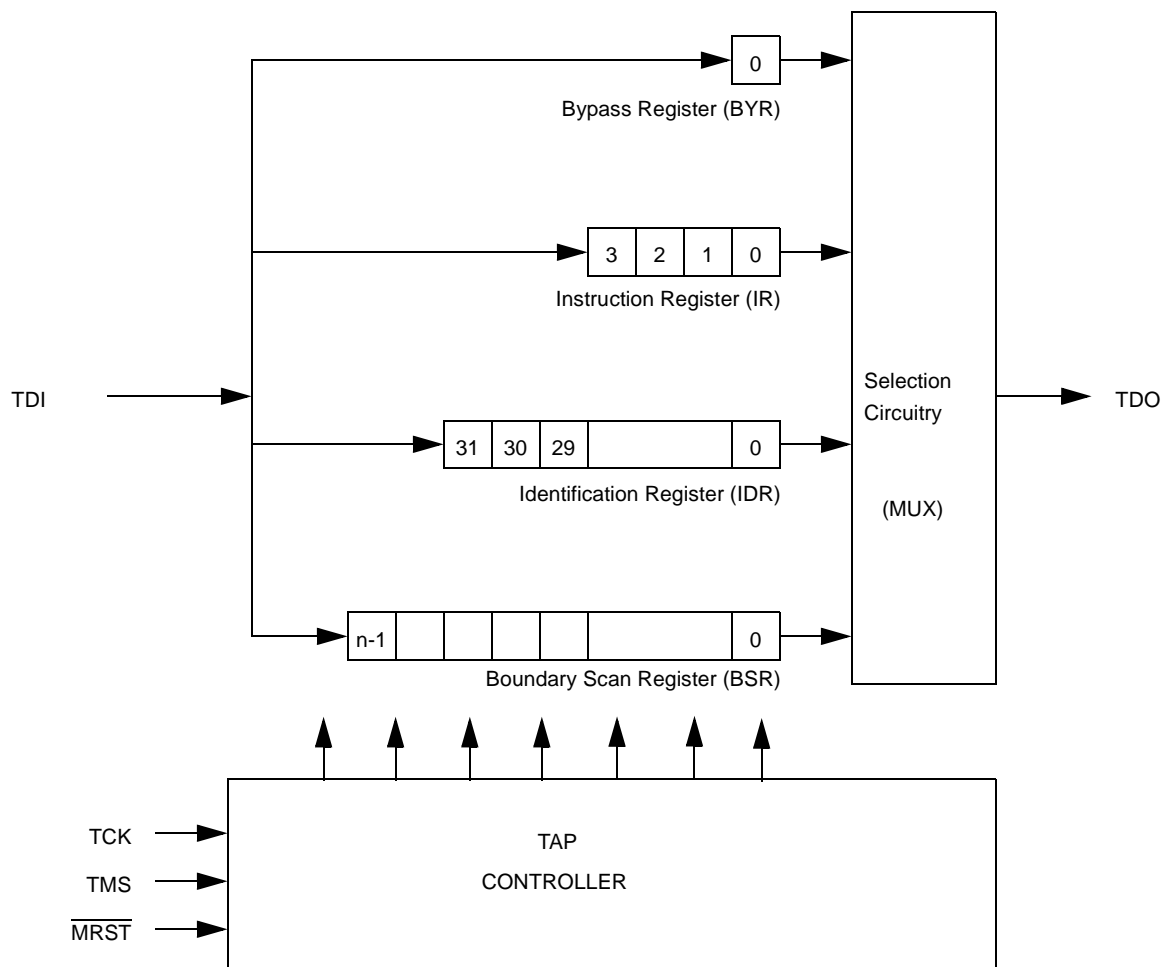 0
Bypass Register (BYR)
3 2 1 0
Instruction Register (IR)
TDI
Selection
Circuitry
(MUX)
TDO
31 30 29 0
Identification Register (IDR)
n-1 0
Boundary Scan Register (BSR)
TCK
TMS
M̅R̅S̅T̅
TAP
CONTROLLER